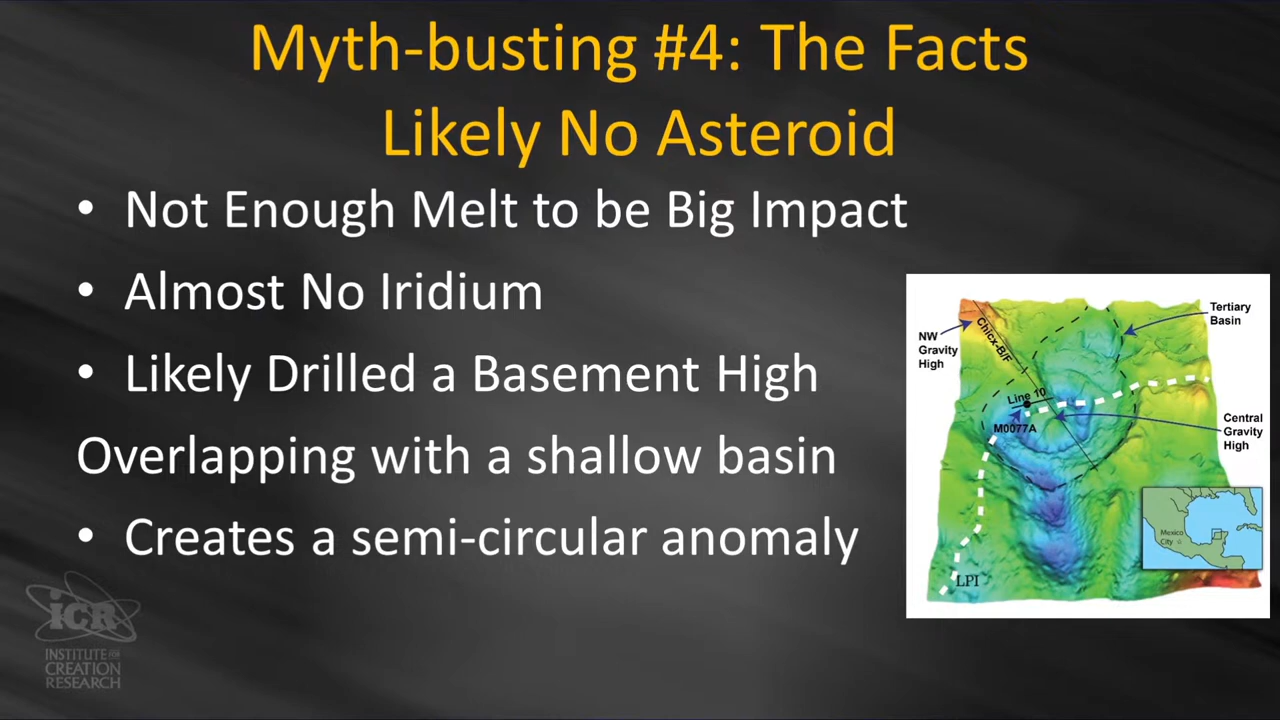 Myth-busting #4: The Facts
Likely No Asteroid
• Not Enough Melt to be Big Impact
• Almost No Iridium
• Likely Drilled a Basement High
Overlapping with a shallow basin
• Creates a semi-circular anomaly
Tertiary
Basin
NW
Gravity
High
Chicx-B/F
Line 10
M0077A
Central
Gravity
High
Mexico
City
LPI
ICR
INSTITUTE FOR
CREATION
RESEARCH